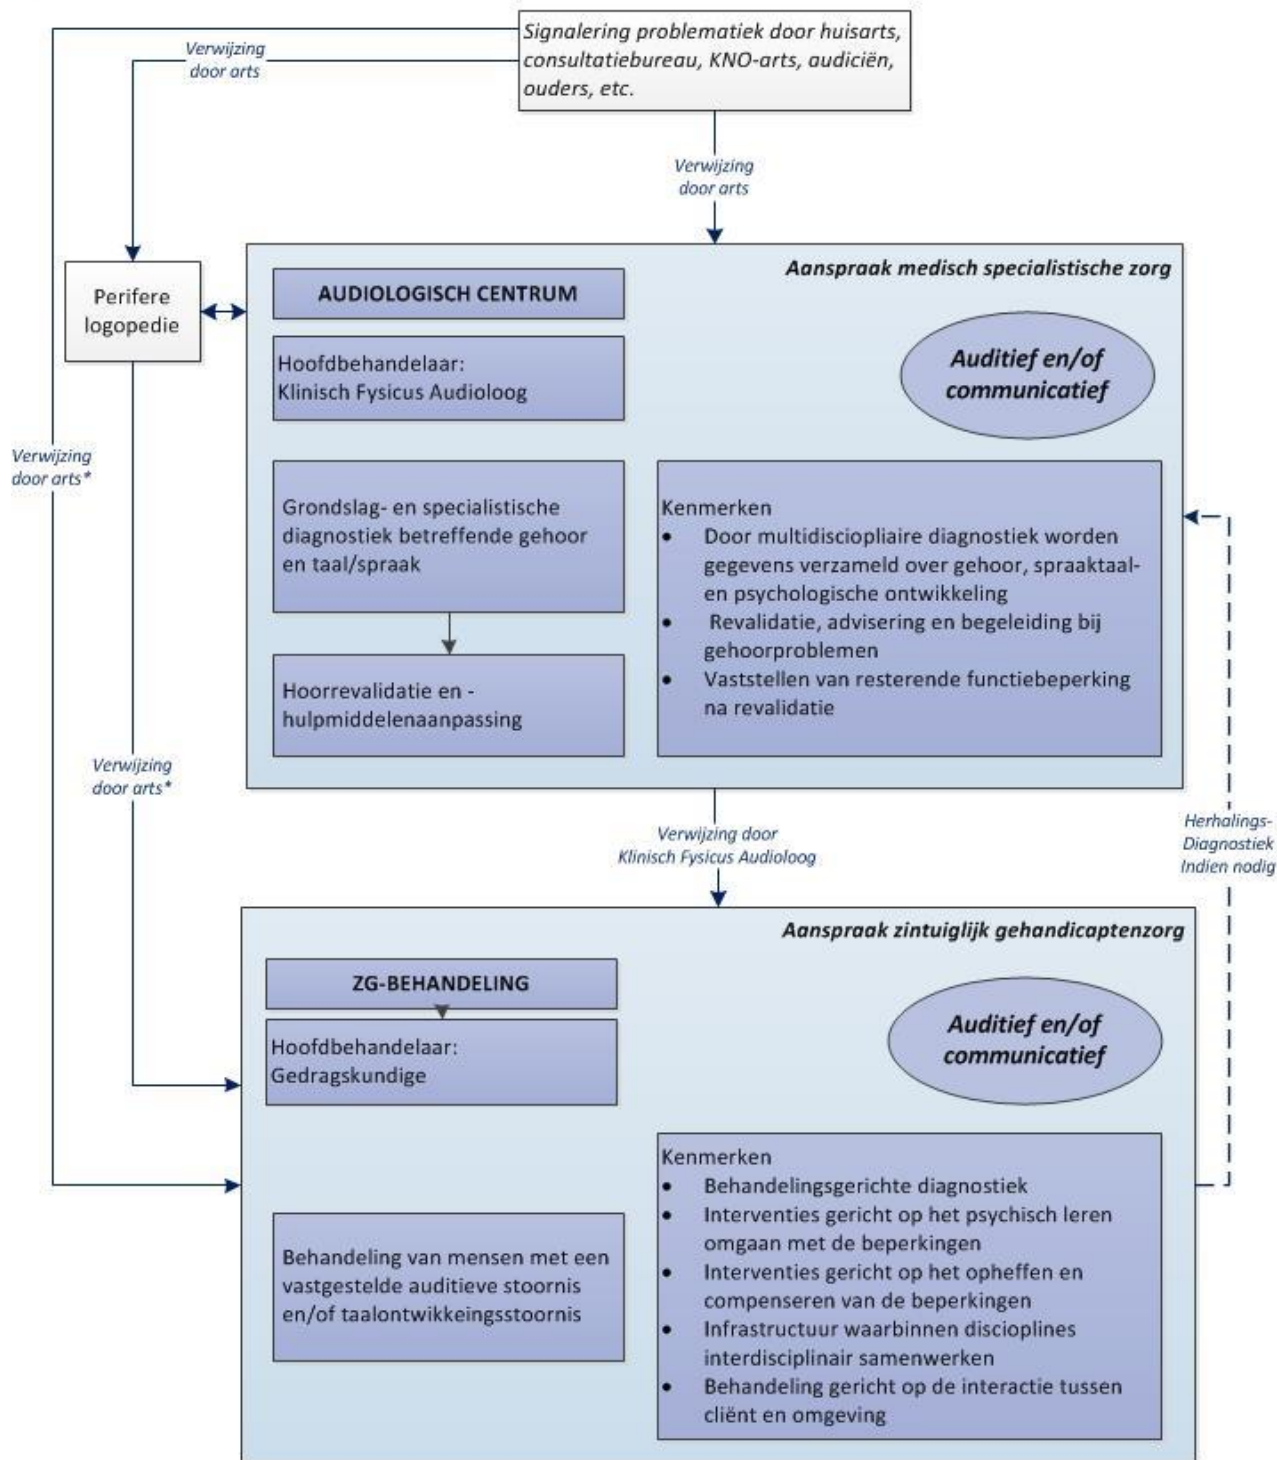 Signalering problematiek door huisarts,
consultatiebureau, KNO-arts, audiciën,
ouders, etc.
Verwijzing
door arts
Verwijzing
door arts
Perifere
logopedie
Aanspraak medisch specialistische zorg
AUDIOLOGISCH CENTRUM
Hoofdbehandelaar:
Klinisch Fysicus Audioloog
Auditief en/of
communicatief
Verwijzing
door arts*
Grondslag- en specialistische
diagnostiek betreffende gehoor
en taal/spraak
Hoorrevalidatie en -
hulpmiddelenaanpassing
Kenmerken
• Door multidisciopliaire diagnostiek worden
gegevens verzameld over gehoor, spraaktaal-
en psychologische ontwikkeling
• Revalidatie, advisering en begeleiding bij
gehoorproblemen
• Vaststellen van resterende functiebeperking
na revalidatie
Verwijzing
door arts*
Verwijzing door
Klinisch Fysicus Audioloog
Herhalings-
Diagnostiek
Indien nodig
Aanspraak zintuiglijk gehandicaptenzorg
ZG-BEHANDELING
Hoofdbehandelaar:
Gedragskundige
Auditief en/of
communicatief
Behandeling van mensen met een
vastgestelde auditieve stoornis
en/of taalontwikkeingsstoornis
Kenmerken
• Behandelingsgerichte diagnostiek
• Interventies gericht op het psychisch leren
omgaan met de beperkingen
• Interventies gericht op het opheffen en
compenseren van de beperkingen
• Infrastructuur waarbinnen discioplines
interdisciplinair samenwerken
• Behandeling gericht op de interactie tussen
cliënt en omgeving